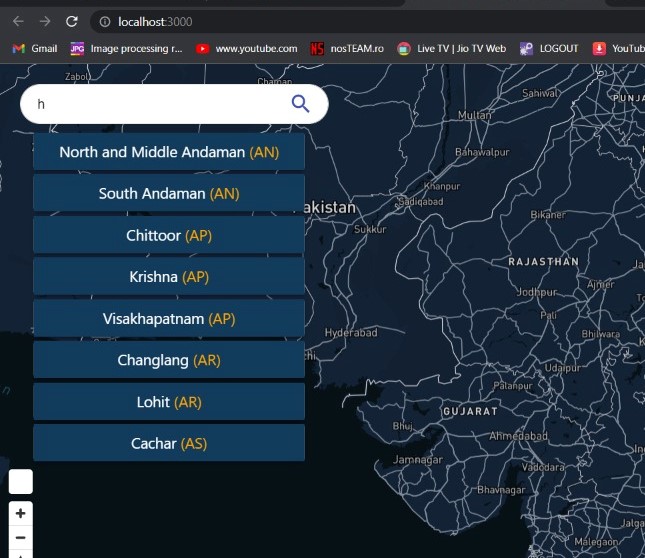 localhost:3000
Gmail
JPG
Image processing r...
www.youtube.com
NS
nosTEAM.ro
Live TV | Jio TV Web
LOGOUT
YouTub
h
North and Middle Andaman (AN)
South Andaman (AN)
Chittoor (AP)
Krishna (AP)
Visakhapatnam (AP)
Changlang (AR)
Lohit (AR)
Cachar (AS)
Zabol
Chaman
Multan
Sahiwal
PUNJA
Bahawalpur
Khanpur
Sadiqabad
akistan
Sukkur
Bikaner
RAJASTHAN
Jodhpur
Ajmer
Pali
Bhilwara
Hyderabad
hi
Udaipur
Palanpur
GUJARAT
Bhuj
Ahmedabad
Jamnagar
Vadodara
Bhavnagar
Jalga
Malegaon
+
−